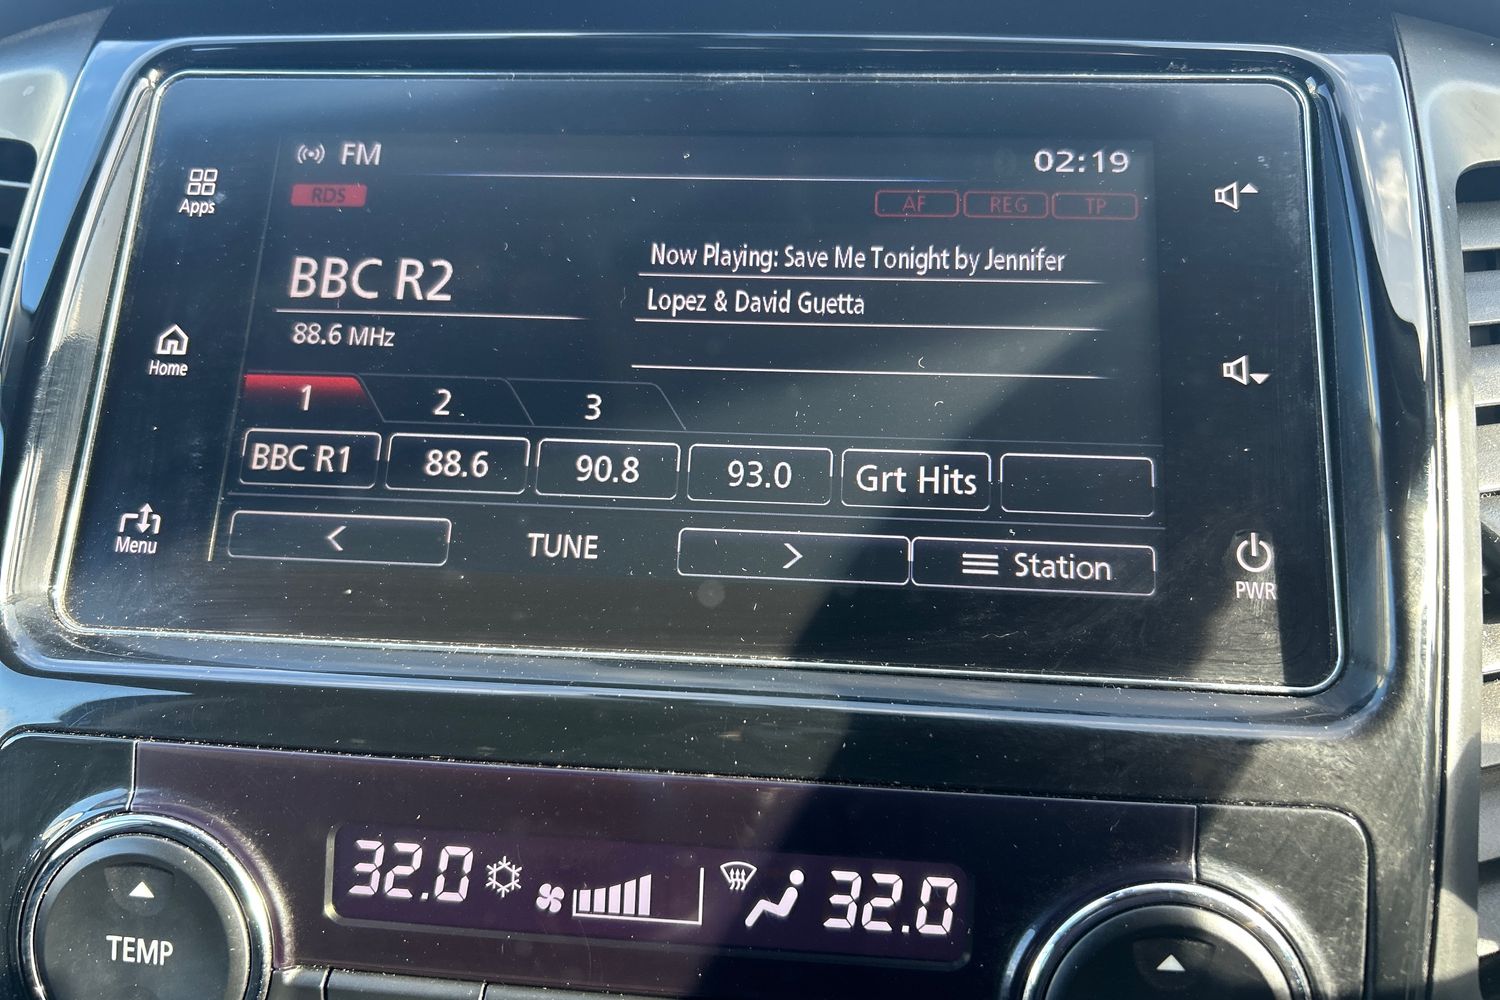 FM
02:19
RDS
AF REG TP
Apps
BBC R2
88.6 MHz
Now Playing: Save Me Tonight by Jennifer
Lopez & David Guetta
Home
1 2 3
BBC R1 88.6 90.8 93.0 Grt Hits
< TUNE > Station
Menu
PWR
32.0 32.0
TEMP